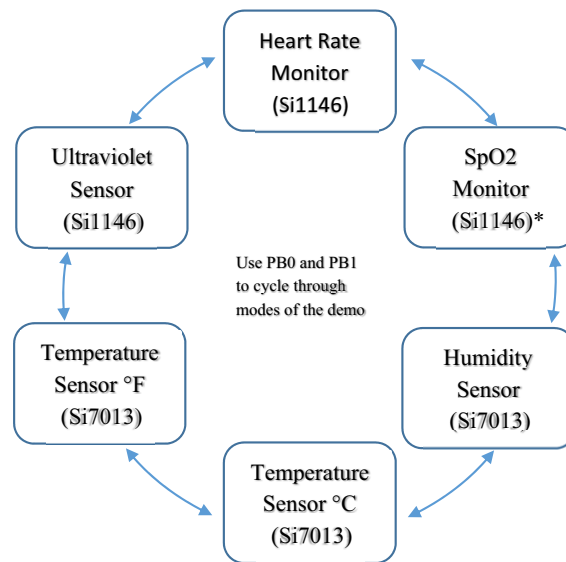 Heart Rate
Monitor
(Si1146)
Ultraviolet
Sensor
(Si1146)
SpO2
Monitor
(Si1146)*
Use PB0 and PB1
to cycle through
modes of the demo
Temperature
Sensor °F
(Si7013)
Humidity
Sensor
(Si7013)
Temperature
Sensor °C
(Si7013)